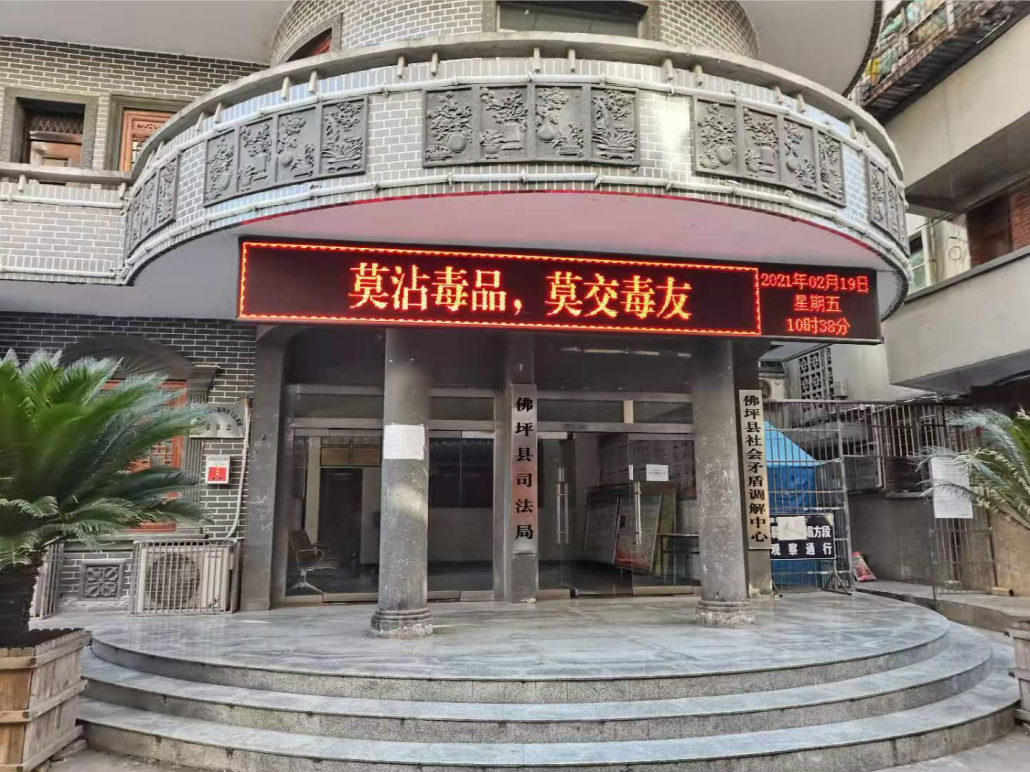 莫沾毒品，莫交毒友
2021年02月19日
星期五
10时38分
佛坪县司法局
佛坪县社会矛盾调解中心
观察通行